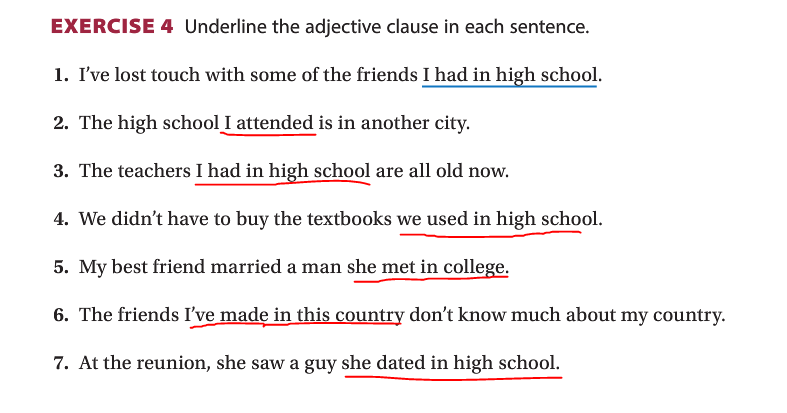 EXERCISE 4 Underline the adjective clause in each sentence.
1. I’ve lost touch with some of the friends I had in high school.
2. The high school I attended is in another city.
3. The teachers I had in high school are all old now.
4. We didn’t have to buy the textbooks we used in high school.
5. My best friend married a man she met in college.
6. The friends I’ve made in this country don’t know much about my country.
7. At the reunion, she saw a guy she dated in high school.